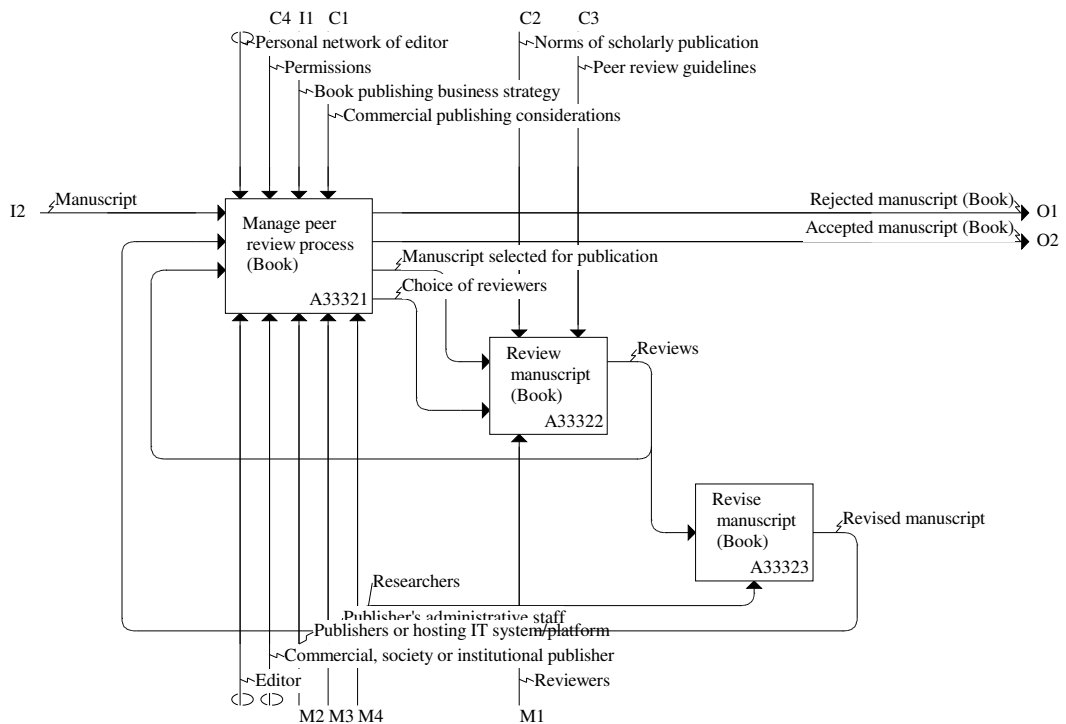 C4 I1 C1 C2 C3
Personal network of editor
Norms of scholarly publication
Permissions
Peer review guidelines
Book publishing business strategy
Commercial publishing considerations
I2
Manuscript
Rejected manuscript (Book)
O1
Accepted manuscript (Book)
O2
Manage peer
review process
(Book)
A33321
Manuscript selected for publication
Choice of reviewers
Review
manuscript
(Book)
A33322
Reviews
Revise
manuscript
(Book)
A33323
Revised manuscript
Researchers
Publisher's administrative staff
Publishers or hosting IT system/platform
Commercial, society or institutional publisher
Editor
Reviewers
M2 M3 M4 M1